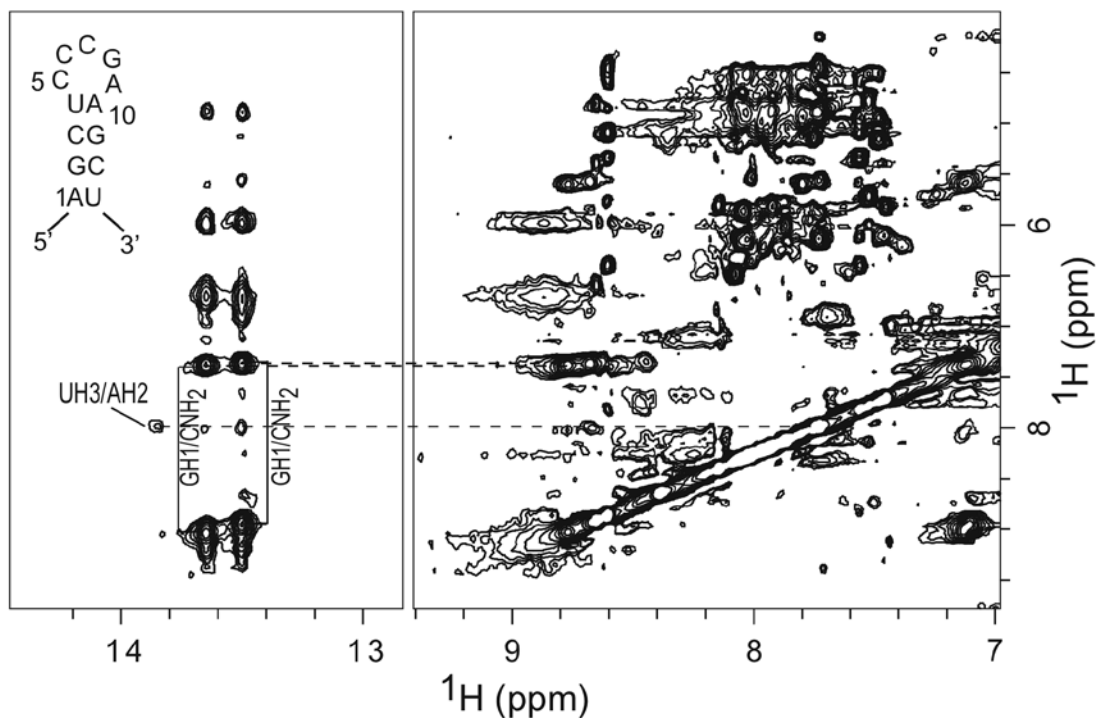 C C
C G
5 C A
UA 10
CG
GC
1AU
5' 3'
UH3/AH2
GH1/CNH2
GH1/CNH2
6
8
¹H (ppm)
14 13 9 8 7
¹H (ppm)